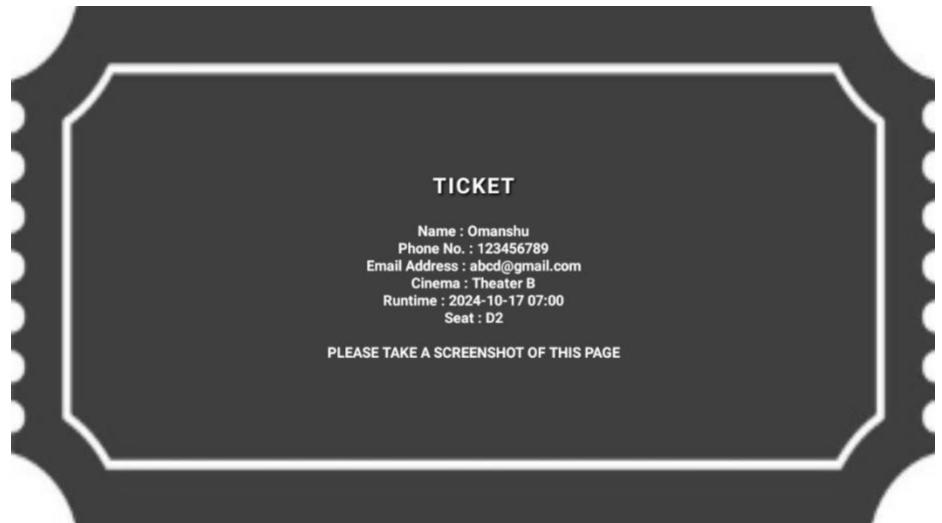 TICKET
Name : Omanshu
Phone No. : 123456789
Email Address : abcd@gmail.com
Cinema : Theater B
Runtime : 2024-10-17 07:00
Seat : D2
PLEASE TAKE A SCREENSHOT OF THIS PAGE